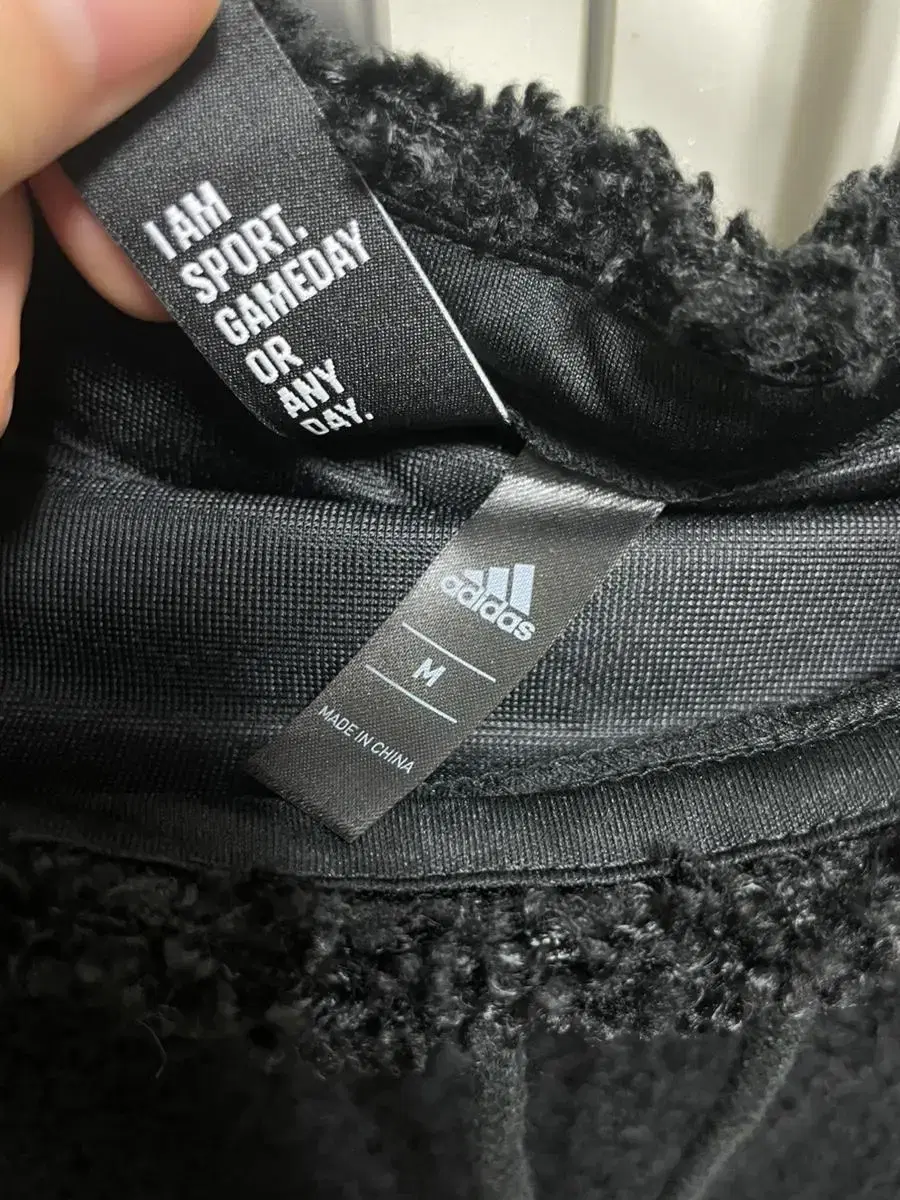 I AM
SPORT.
GAMEDAY
OR
ANY
DAY.
adidas
M
MADE IN CHINA